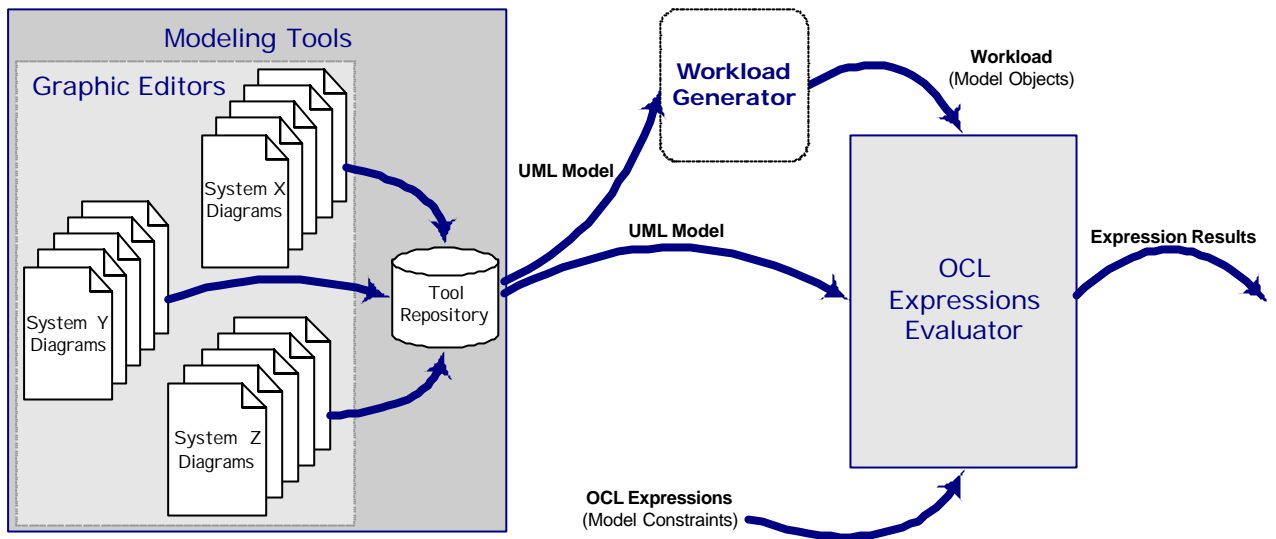 Modeling Tools
Graphic Editors
System X
Diagrams
System Y
Diagrams
System Z
Diagrams
Tool
Repository
UML Model
UML Model
Workload
Generator
Workload
(Model Objects)
OCL
Expressions
Evaluator
Expression Results
OCL Expressions
(Model Constraints)